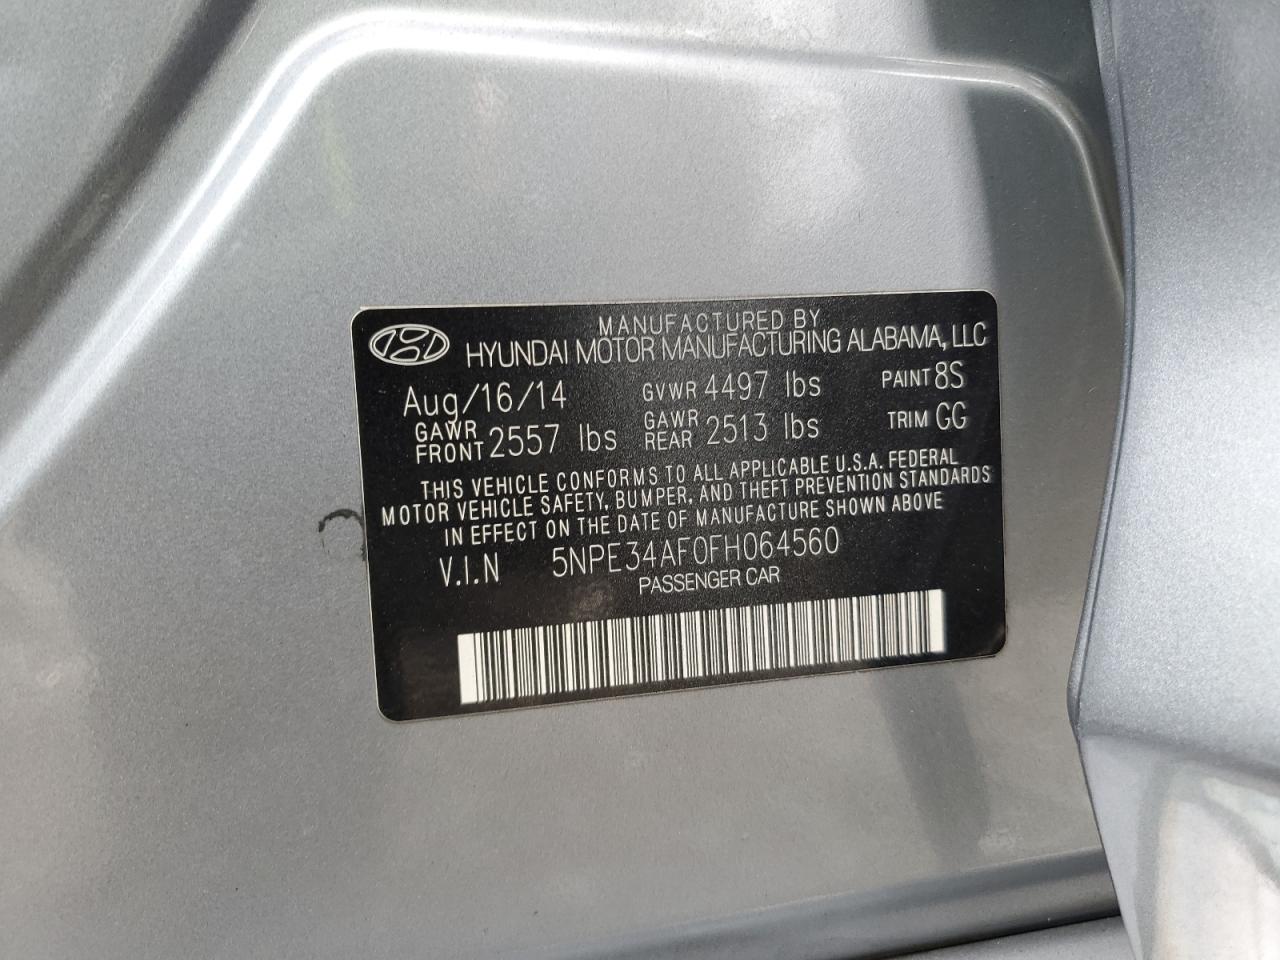 MANUFACTURED BY
HYUNDAI MOTOR MANUFACTURING ALABAMA, LLC
Aug/16/14 GVWR 4497 lbs PAINT 8S
GAWR FRONT 2557 lbs GAWR REAR 2513 lbs TRIM GG
THIS VEHICLE CONFORMS TO ALL APPLICABLE U.S.A. FEDERAL
MOTOR VEHICLE SAFETY, BUMPER, AND THEFT PREVENTION STANDARDS
IN EFFECT ON THE DATE OF MANUFACTURE SHOWN ABOVE
V.I.N 5NPE34AF0FH064560
PASSENGER CAR